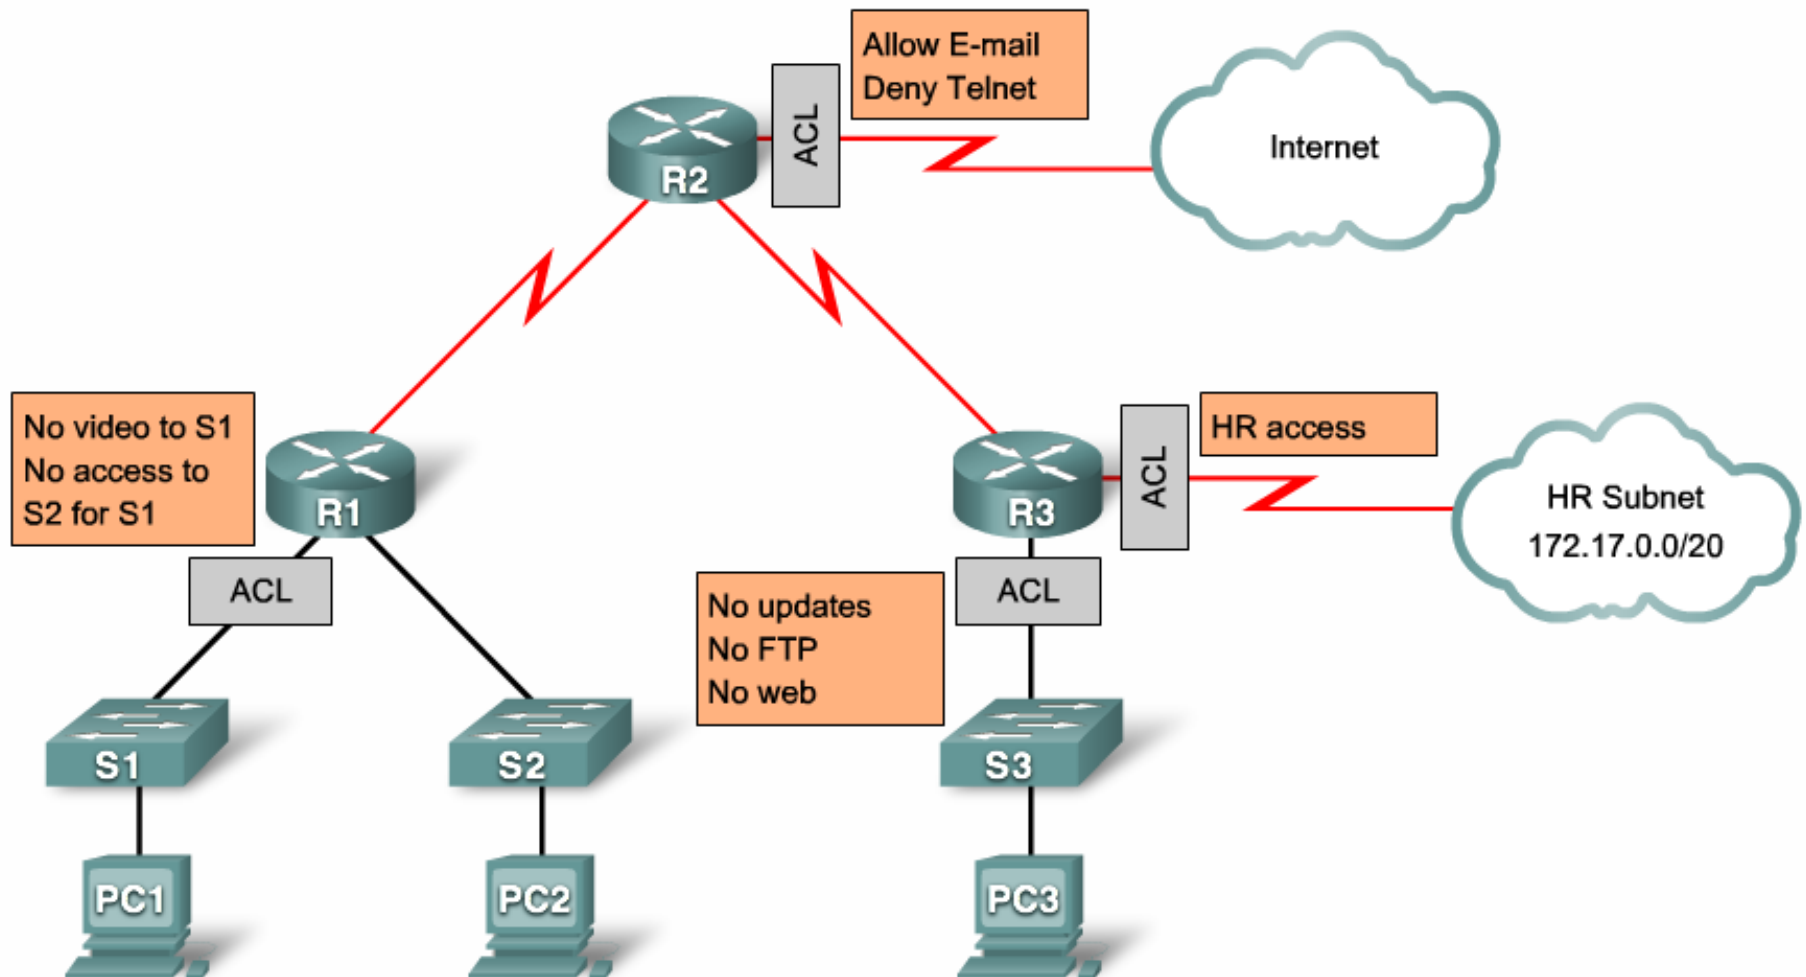 Allow E-mail
Deny Telnet
ACL
Internet
R2
No video to S1
No access to
S2 for S1
R1
ACL
HR access
ACL
R3
HR Subnet
172.17.0.0/20
No updates
No FTP
No web
ACL
S1
S2
S3
PC1
PC2
PC3